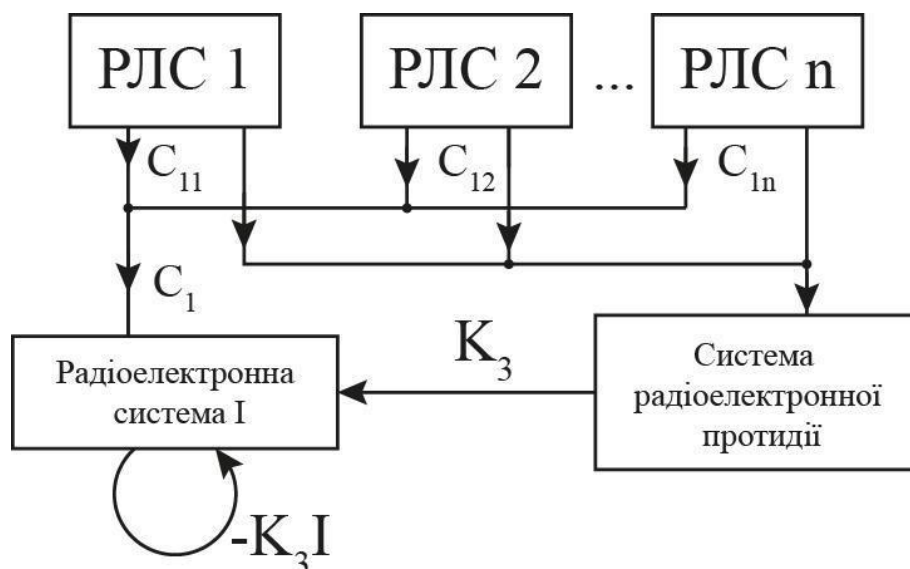 РЛС 1
РЛС 2
...
РЛС n
C₁₁
C₁₂
C₁ₙ
C₁
K₃
Радіоелектронна
система I
Система
радіоелектронної
протидії
-K₃I